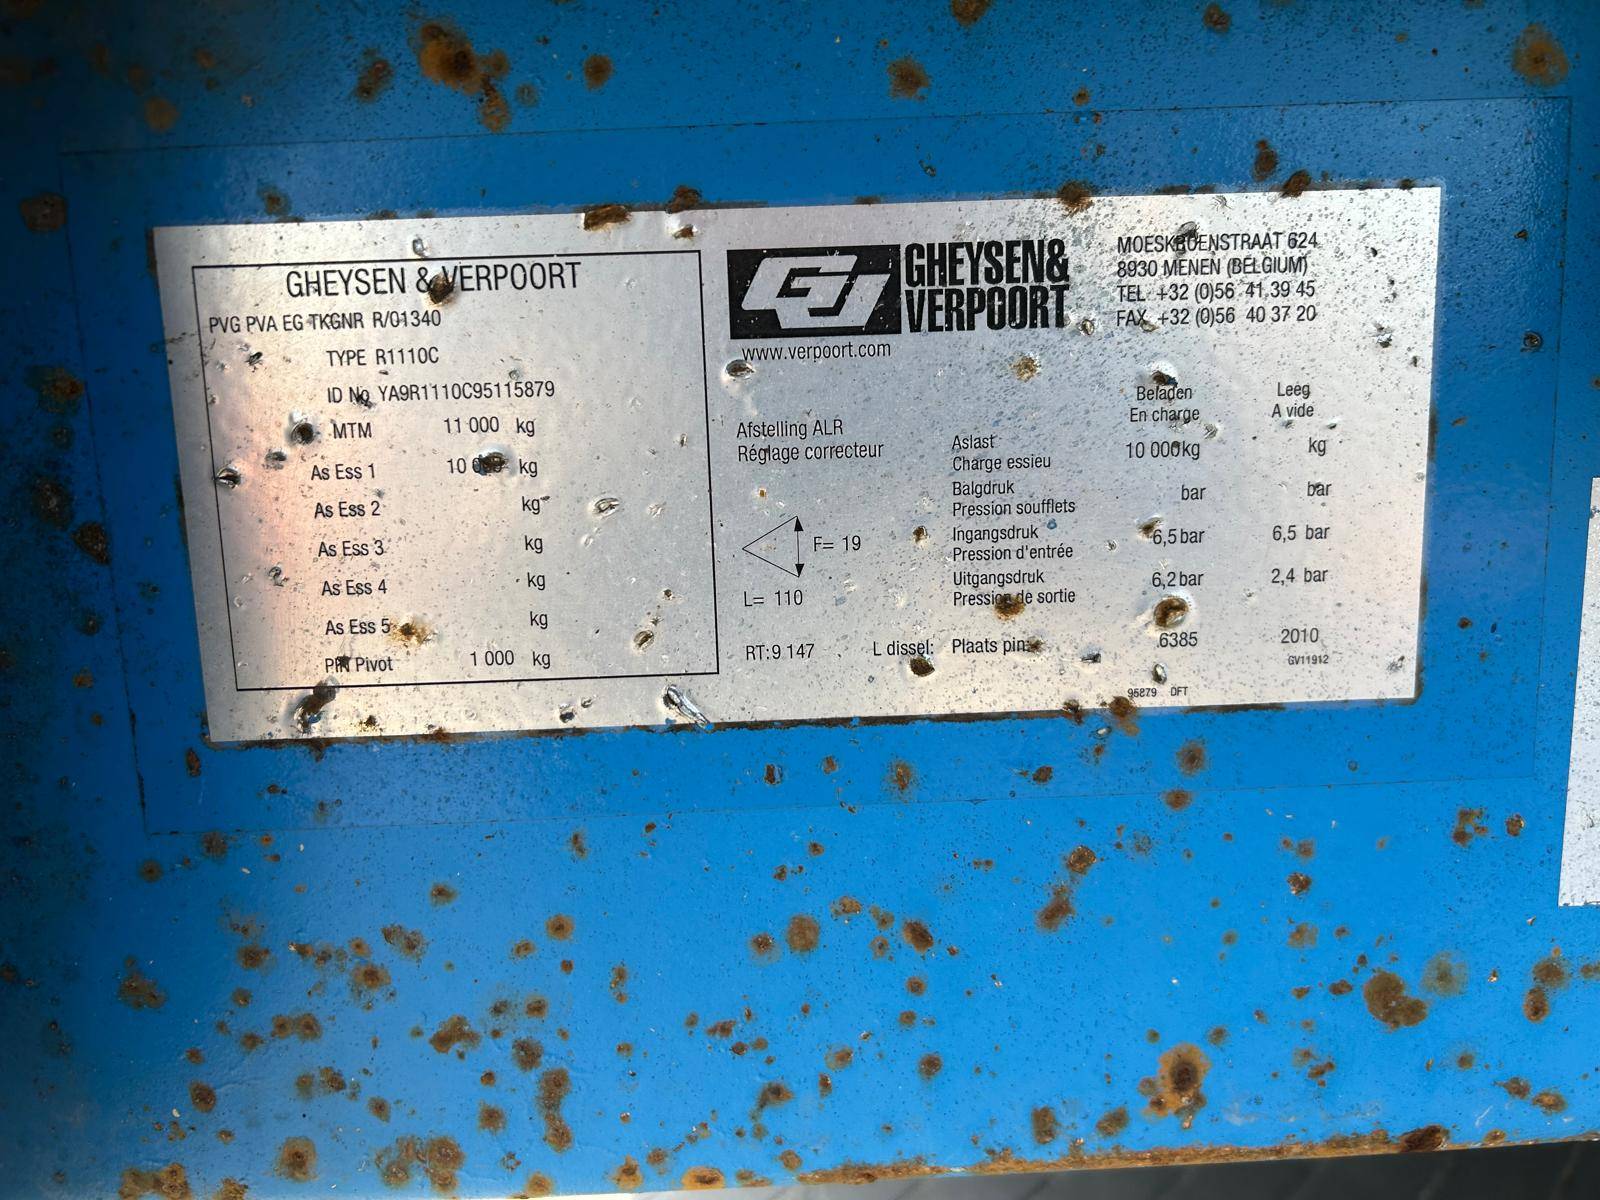 GHEYSEN & VERPOORT
PVG PVA EG TKGNR R/01340
TYPE R1110C
ID No YA9R1110C95115879
MTM 11 000 kg
As Ess 1 10 000 kg
As Ess 2 kg
As Ess 3 kg
As Ess 4 kg
As Ess 5 kg
PIN Pivot 1 000 kg
GHEYSEN&
VERPOORT
www.verpoort.com
MOESKROENSTRAAT 624
8930 MENEN (BELGIUM)
TEL +32 (0)56 41 39 45
FAX +32 (0)56 40 37 20
Beladen Leeg
En charge A vide
Afstelling ALR
Réglage correcteur
Aslast
Charge essieu 10 000kg kg
Balgdruk
Pression soufflets bar bar
Ingangsdruk
Pression d'entrée 6,5 bar 6,5 bar
Uitgangsdruk
Pression de sortie 6,2 bar 2,4 bar
F= 19
L= 110
RT:9 147 L dissel: Plaats pin: 6385 2010
GV11912
95879 DFT